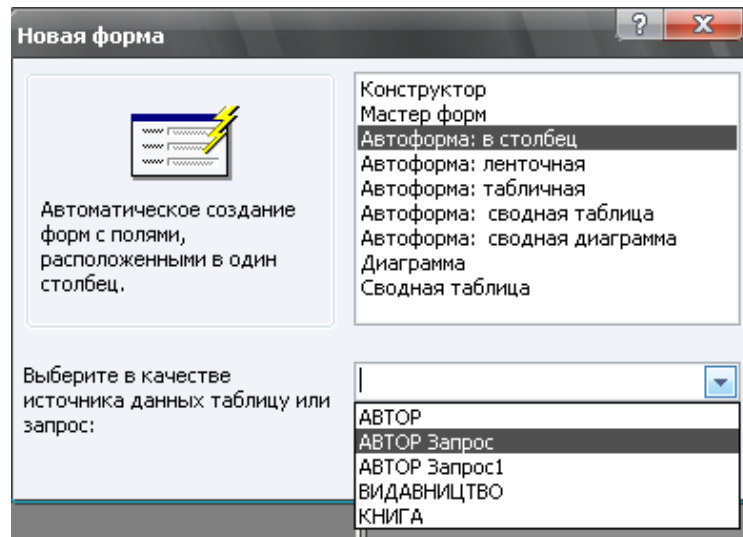 Новая форма
?
X
Автоматическое создание
форм с полями,
расположенными в один
столбец.
Конструктор
Мастер форм
Автоформа: в столбец
Автоформа: ленточная
Автоформа: табличная
Автоформа: сводная таблица
Автоформа: сводная диаграмма
Диаграмма
Сводная таблица
Выберите в качестве
источника данных таблицу или
запрос:
АВТОР
АВТОР Запрос
АВТОР Запрос1
ВИДАВНИЦТВО
КНИГА